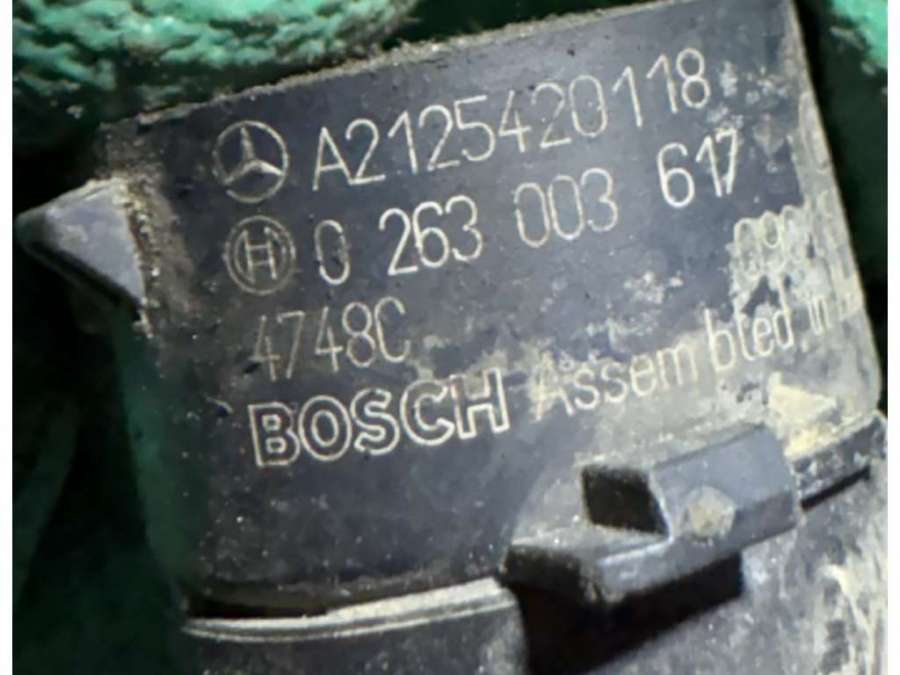 A2125420118
H 0 263 003 617
4748C
BOSCH Assembled in